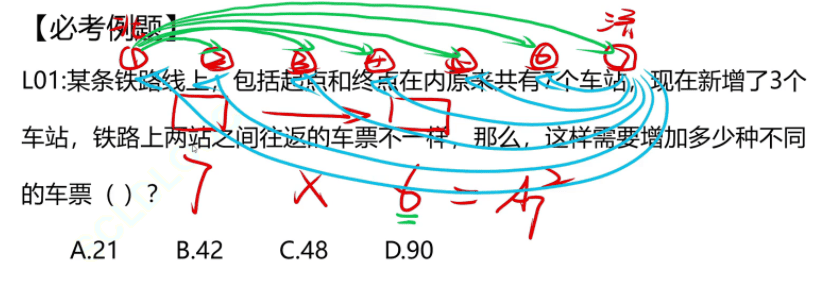 【必考例题】
① ② ③ ④ ⑤ ⑥ ⑦
L01:某条铁路线上，包括起点和终点在内原来共有7个车站，现在新增了3个
车站，铁路上两站之间往返的车票不一样，那么，这样需要增加多少种不同
7 × 6 =
的车票（ ）？
A.21 B.42 C.48 D.90